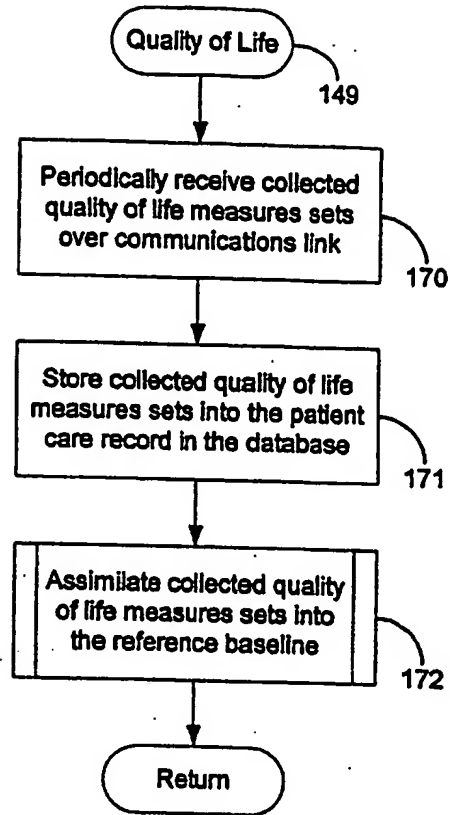 Quality of Life
149
Periodically receive collected
quality of life measures sets
over communications link
170
Store collected quality of life
measures sets into the patient
care record in the database
171
Assimilate collected quality
of life measures sets into
the reference baseline
172
Return